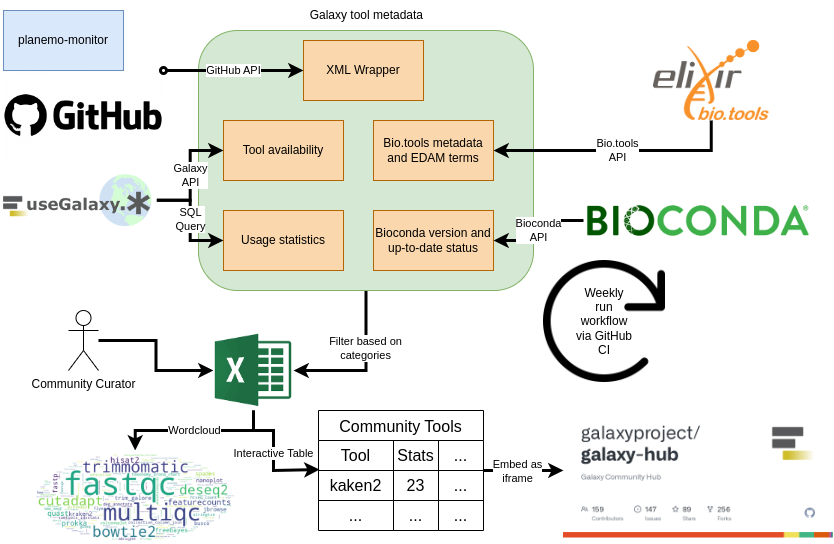 Galaxy tool metadata
planemo-monitor
GitHub API
XML Wrapper
GitHub
elixir
bio.tools
Tool availability
Bio.tools metadata
and EDAM terms
Bio.tools
API
Galaxy
API
useGalaxy.*
SQL
Query
Usage statistics
Bioconda version and
up-to-date status
Bioconda
API
BIOCONDA
Weekly
run
workflow
via GitHub
CI
Filter based on
categories
X
Community Curator
Wordcloud
Interactive Table
hisat2
trimmomatic
fastp
nanoplot
fastqc
deseq2
cutadapt
trim_galore
featurecounts
quast
kraken2
multiqc
jbrowse
prokka
busco
bowtie2
Community Tools
Tool Stats ...
kaken2 23 ...
... ... ...
Embed as
iframe
galaxyproject/
galaxy-hub
Galaxy Community Hub
159
Contributors
147
Issues
89
Stars
256
Forks